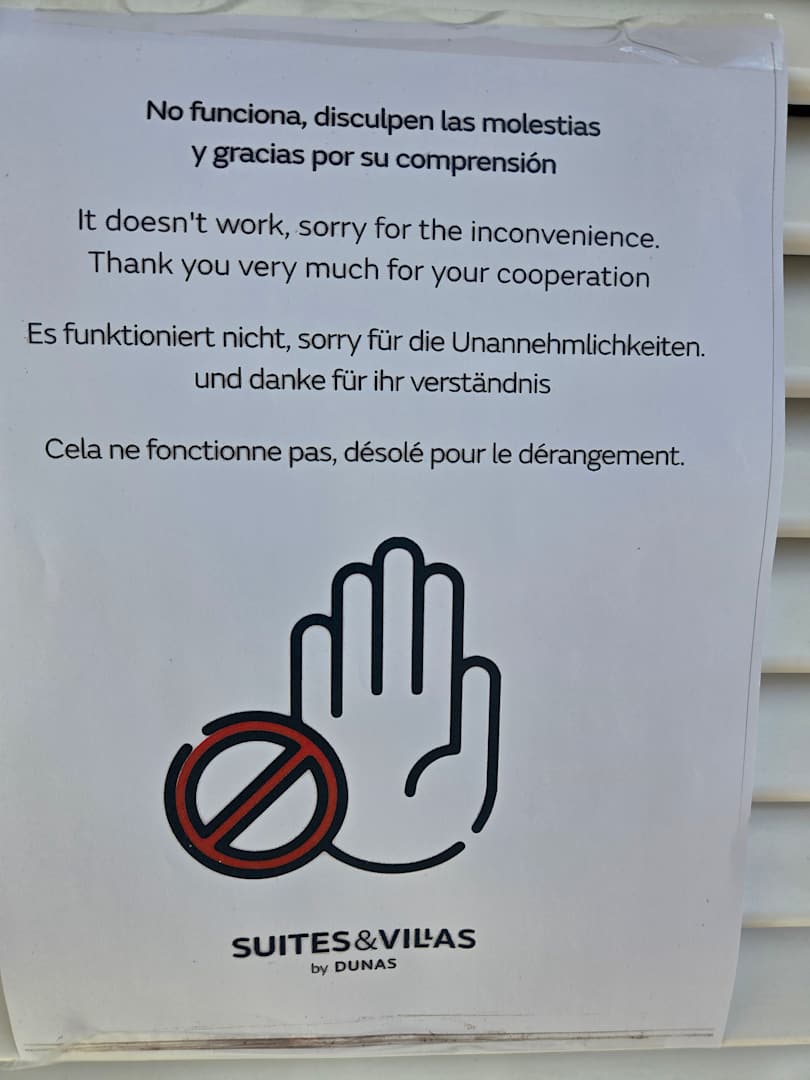 No funciona, disculpen las molestias
y gracias por su comprensión
It doesn't work, sorry for the inconvenience.
Thank you very much for your cooperation
Es funktioniert nicht, sorry für die Unannehmlichkeiten.
und danke für ihr verständnis
Cela ne fonctionne pas, désolé pour le dérangement.
SUITES&VILLAS
by DUNAS